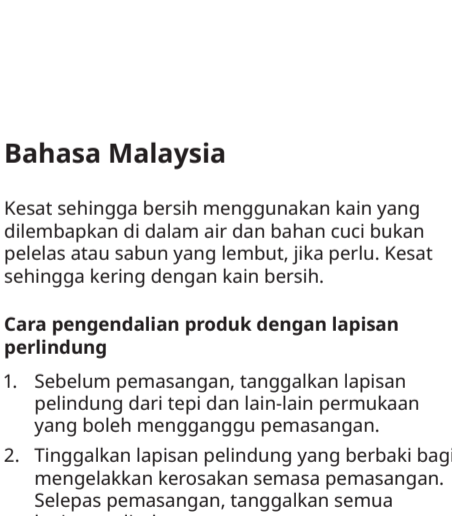 Bahasa Malaysia
Kesat sehingga bersih menggunakan kain yang
dilembapkan di dalam air dan bahan cuci bukan
pelelas atau sabun yang lembut, jika perlu. Kesat
sehingga kering dengan kain bersih.
Cara pengendalian produk dengan lapisan
perlindung
1. Sebelum pemasangan, tanggalkan lapisan
pelindung dari tepi dan lain-lain permukaan
yang boleh mengganggu pemasangan.
2. Tinggalkan lapisan pelindung yang berbaki bagi
mengelakkan kerosakan semasa pemasangan.
Selepas pemasangan, tanggalkan semua